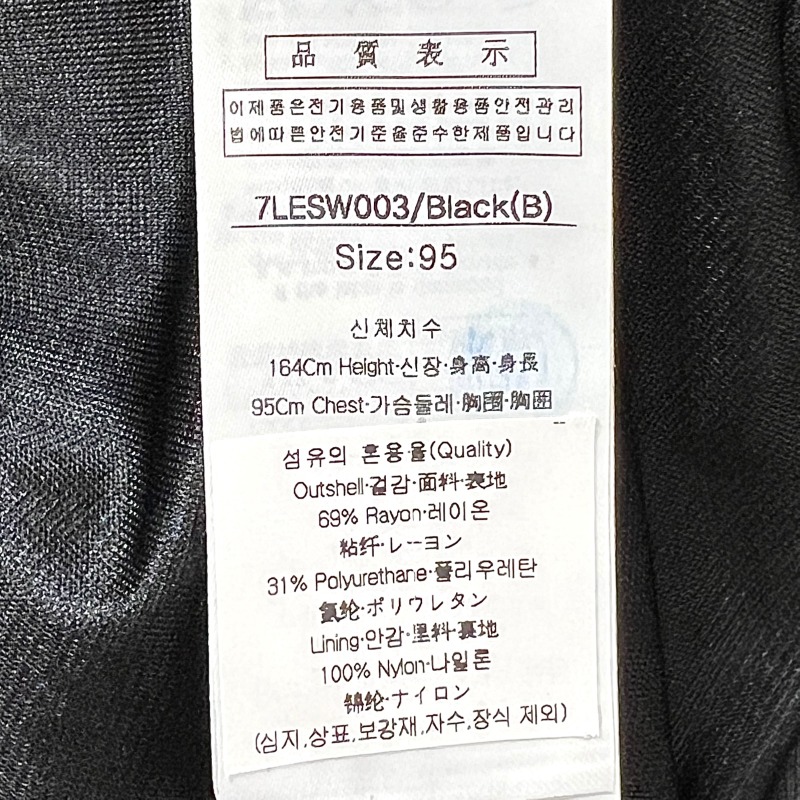 品 質 表 示
이제품은전기용품및생활용품안전관리
법에따른안전기준을준수한제품입니다
7LESW003/Black(B)
Size:95
신체치수
164Cm Height·신장·身高·身長
95Cm Chest·가슴둘레·胸围·胸囲
섬유의 혼용율(Quality)
Outshell·겉감·面料·表地
69% Rayon·레이온
粘纤·レーヨン
31% Polyurethane·폴리우레탄
氨纶·ポリウレタン
Lining·안감·里料·裏地
100% Nylon·나일론
锦纶·ナイロン
(심지,상표,보강재,자수,장식 제외)